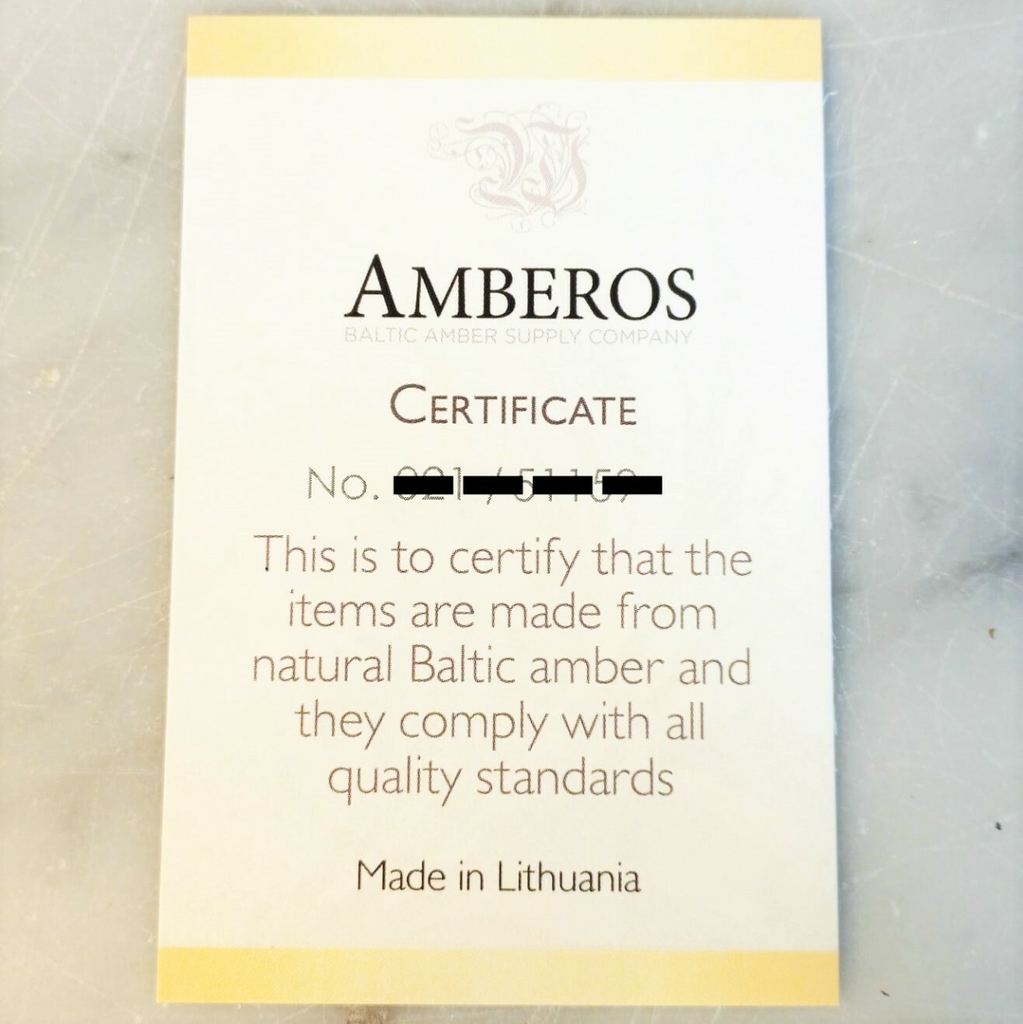 AMBEROS
BALTIC AMBER SUPPLY COMPANY
CERTIFICATE
No.
This is to certify that the
items are made from
natural Baltic amber and
they comply with all
quality standards
Made in Lithuania